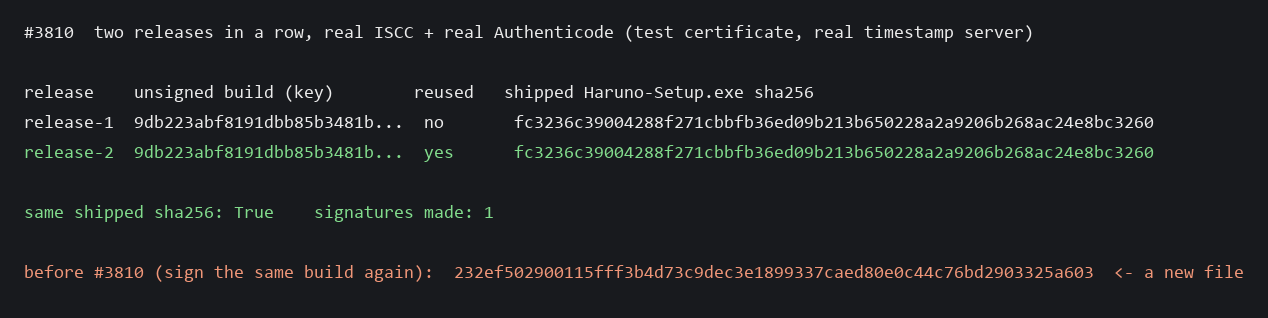 #3810  two releases in a row, real ISCC + real Authenticode (test certificate, real timestamp server)
release    unsigned build (key)        reused   shipped Haruno-Setup.exe sha256
release-1  9db223abf8191dbb85b3481b...  no      fc3236c39004288f271cbbfb36ed09b213b650228a2a9206b268ac24e8bc3260
release-2  9db223abf8191dbb85b3481b...  yes     fc3236c39004288f271cbbfb36ed09b213b650228a2a9206b268ac24e8bc3260
same shipped sha256: True    signatures made: 1
before #3810 (sign the same build again):  232ef502900115fff3b4d73c9dec3e1899337caed80e0c44c76bd2903325a603  <- a new file